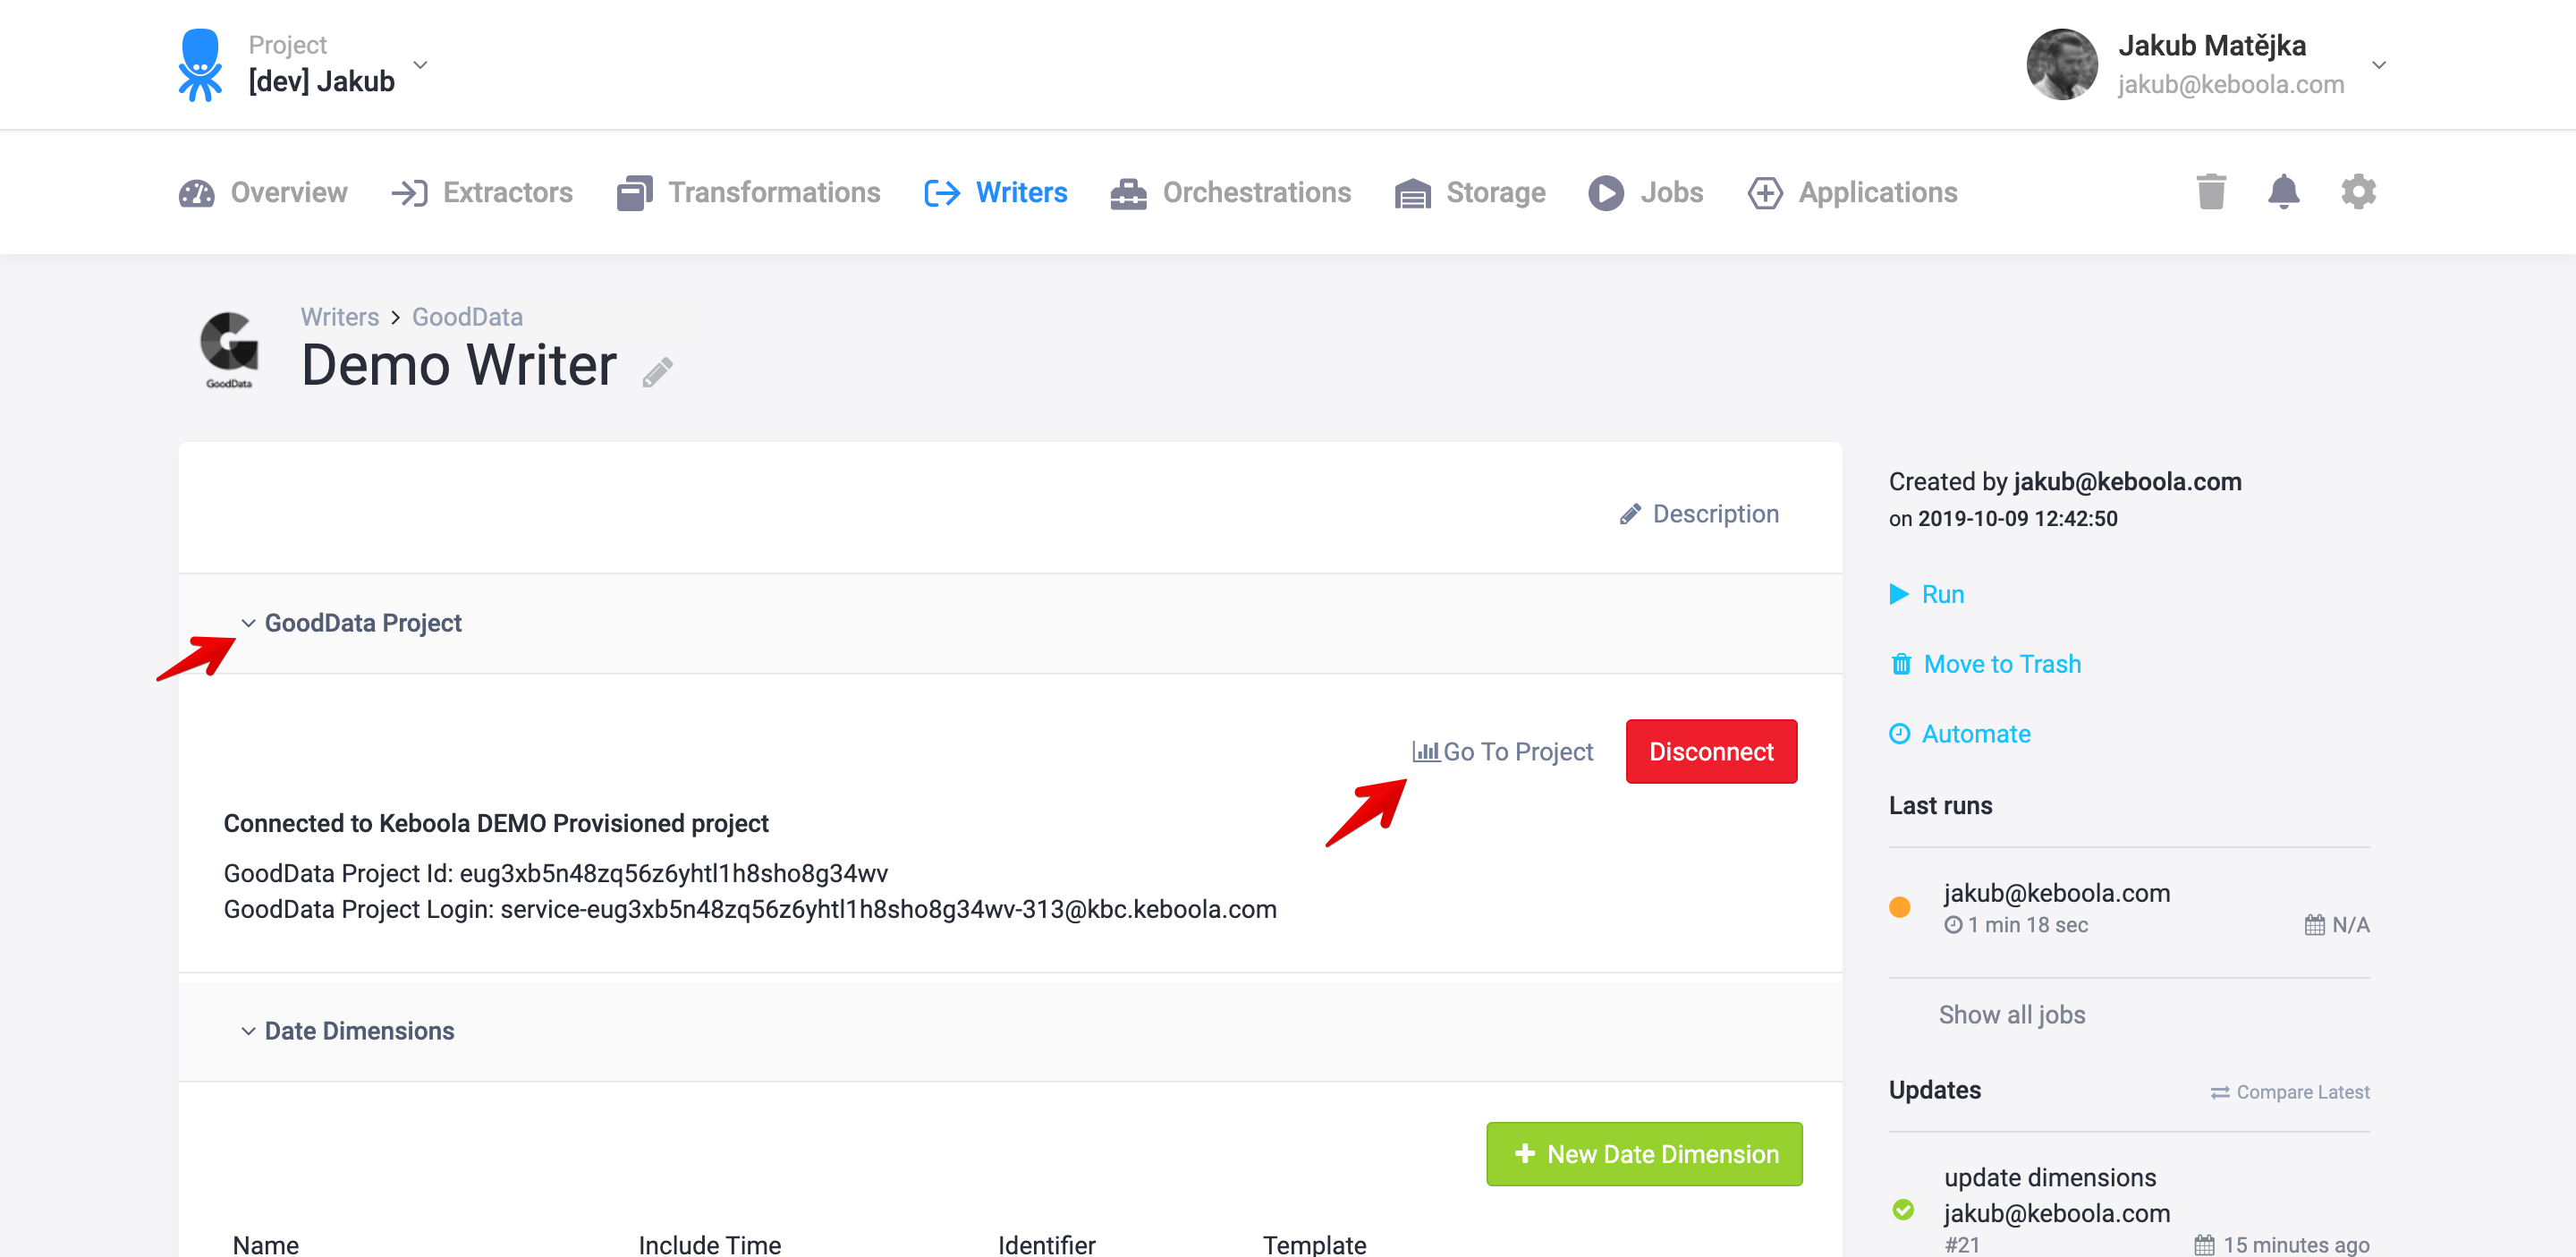 Project
[dev] Jakub
Jakub Matějka
jakub@keboola.com
Overview
Extractors
Transformations
Writers
Orchestrations
Storage
Jobs
Applications
GoodData
Writers > GoodData
Demo Writer
Description
GoodData Project
Go To Project
Disconnect
Connected to Keboola DEMO Provisioned project
GoodData Project Id: eug3xb5n48zq56z6yhtl1h8sho8g34wv
GoodData Project Login: service-eug3xb5n48zq56z6yhtl1h8sho8g34wv-313@kbc.keboola.com
Date Dimensions
+ New Date Dimension
Name Include Time Identifier Template
Created by jakub@keboola.com
on 2019-10-09 12:42:50
Run
Move to Trash
Automate
Last runs
jakub@keboola.com
1 min 18 sec N/A
Show all jobs
Updates Compare Latest
update dimensions
jakub@keboola.com
#21 15 minutes ago